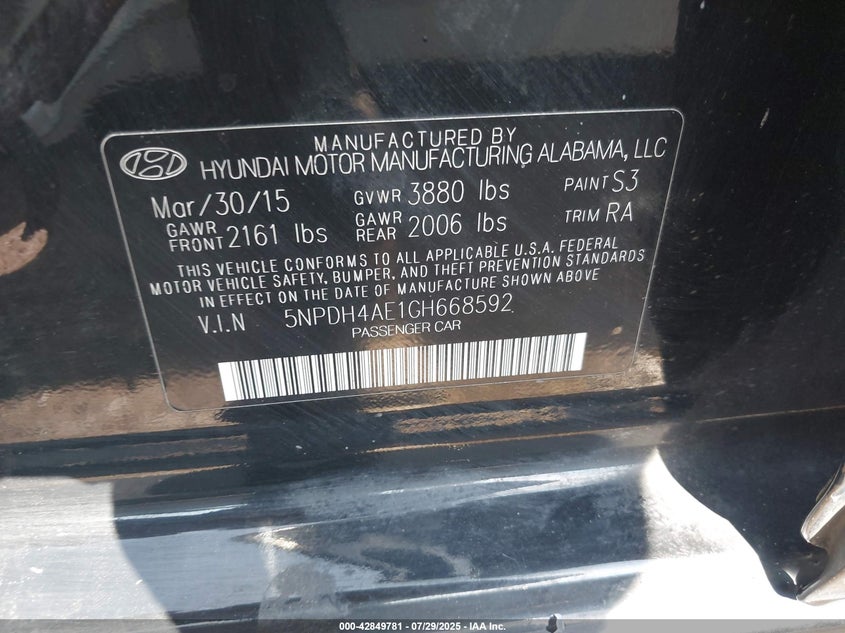 MANUFACTURED BY
HYUNDAI MOTOR MANUFACTURING ALABAMA, LLC
Mar/30/15 GVWR 3880 lbs PAINT S3
GAWR FRONT 2161 lbs GAWR REAR 2006 lbs TRIM RA
THIS VEHICLE CONFORMS TO ALL APPLICABLE U.S.A. FEDERAL
MOTOR VEHICLE SAFETY, BUMPER, AND THEFT PREVENTION STANDARDS
IN EFFECT ON THE DATE OF MANUFACTURE SHOWN ABOVE
V.I.N 5NPDH4AE1GH668592
PASSENGER CAR
000-42849781 - 07/29/2025 - IAA Inc.